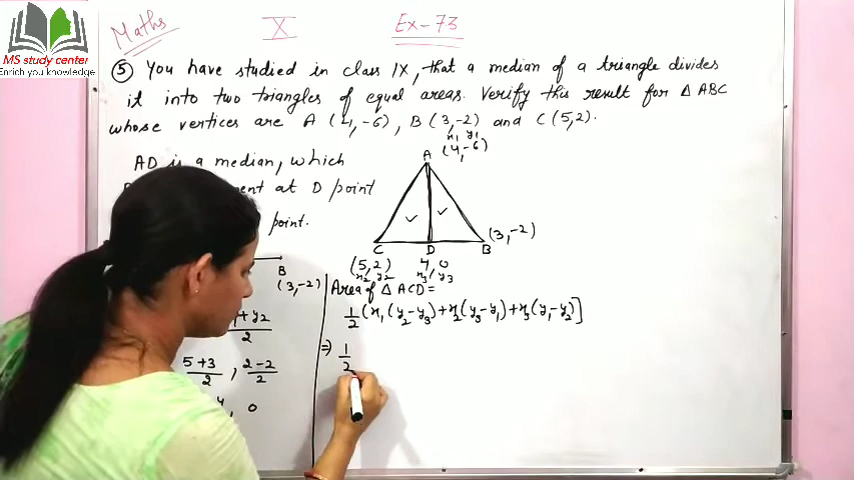 Maths X Ex-73
MS study center
Enrich you knowledge
⑤ You have studied in class IX, that a median of a triangle divides
it into two triangles of equal areas. Verify this result for △ ABC
whose vertices are A (4,-6), B (3,-2) and C (5,2).
AD is a median, which
ment at D point
point.
x₁ y₁
A (4,-6)
C D B (3,-2)
(5,2) 4,0
x₂ y₂ x₃, y₃
B
(3,-2)
+y₂
2
5+3/2 , 2-2/2
, 0
Area of △ ACD =
1/2 (x₁(y₂-y₃)+x₂(y₃-y₁)+x₃(y₁-y₂)]
⇒ 1/2